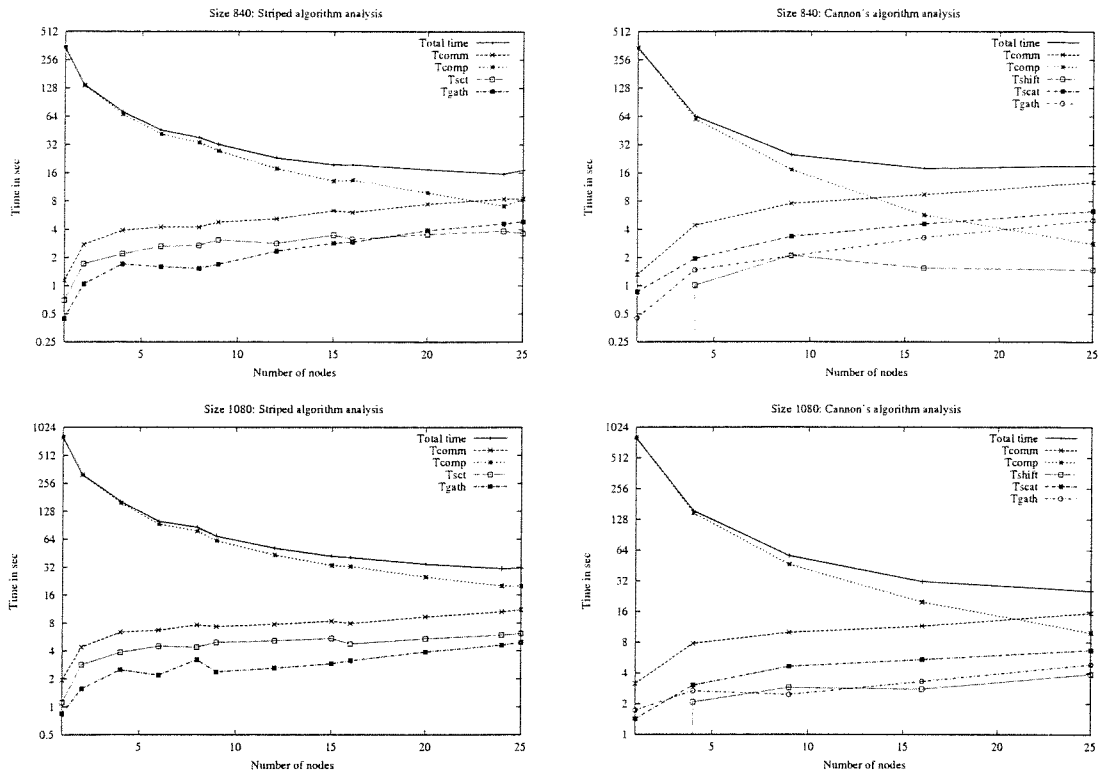 Size 840: Striped algorithm analysis
512
256
128
64
32
16
8
4
2
1
0.5
0.25
Time in sec
Total time
Tcomm
Tcomp
Tsct
Tgath
5
10
15
20
25
Number of nodes
Size 840: Cannon's algorithm analysis
512
256
128
64
32
16
8
4
2
1
0.5
0.25
Time in sec
Total time
Tcomm
Tcomp
Tshift
Tscat
Tgath
5
10
15
20
25
Number of nodes
Size 1080: Striped algorithm analysis
1024
512
256
128
64
32
16
8
4
2
1
0.5
Time in sec
Total time
Tcomm
Tcomp
Tsct
Tgath
5
10
15
20
25
Number of nodes
Size 1080: Cannon's algorithm analysis
1024
512
256
128
64
32
16
8
4
2
1
Time in sec
Total time
Tcomm
Tcomp
Tshift
Tscat
Tgath
5
10
15
20
25
Number of nodes